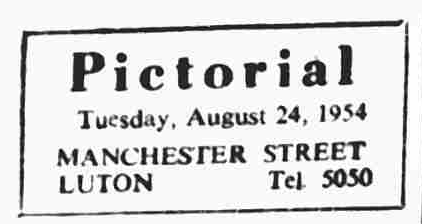 Pictorial
Tuesday, August 24, 1954
MANCHESTER STREET
LUTON Tel. 5050